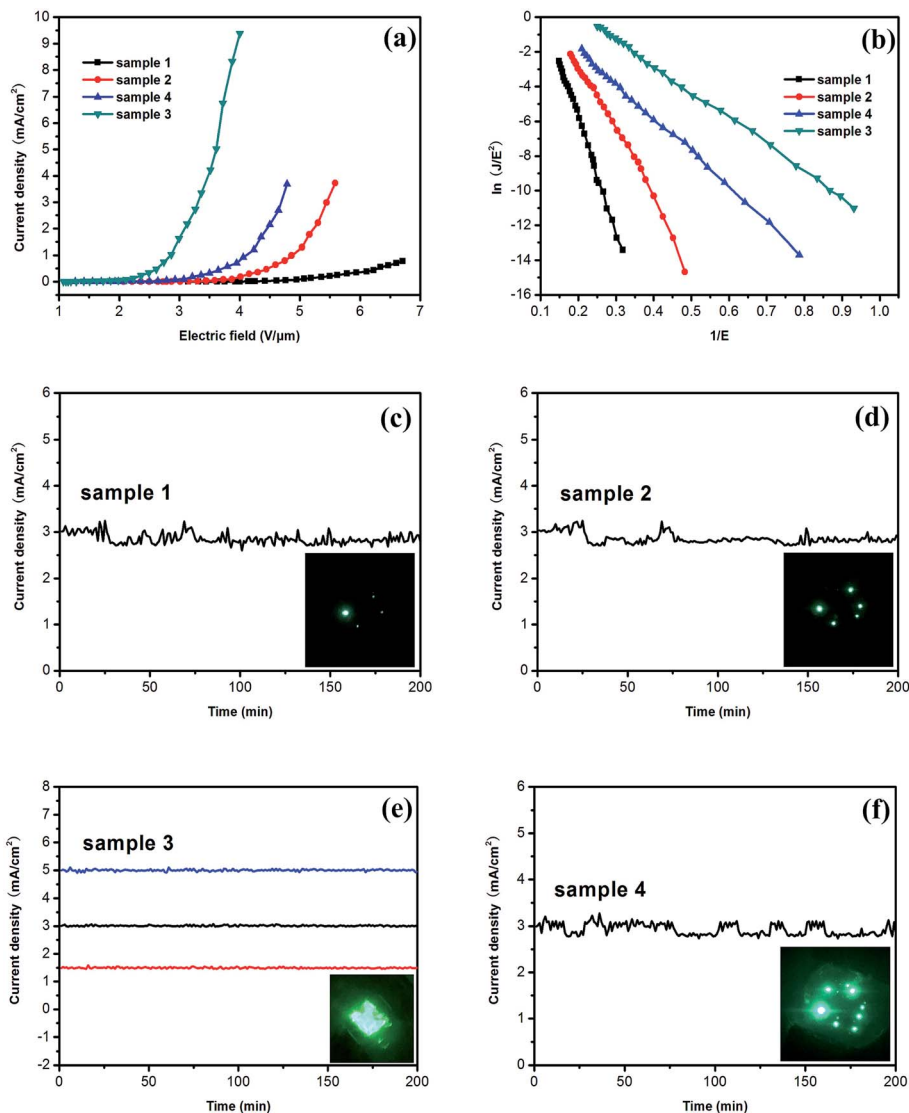 (a)
sample 1
sample 2
sample 4
sample 3
Current density (mA/cm²)
10
9
8
7
6
5
4
3
2
1
0
1 2 3 4 5 6 7
Electric field (V/μm)
(b)
sample 1
sample 2
sample 4
sample 3
ln (J/E²)
0
-2
-4
-6
-8
-10
-12
-14
-16
0.1 0.2 0.3 0.4 0.5 0.6 0.7 0.8 0.9 1.0
1/E
(c)
sample 1
Current density (mA/cm²)
6
5
4
3
2
1
0
0 50 100 150 200
Time (min)
(d)
sample 2
Current density (mA/cm²)
6
5
4
3
2
1
0
0 50 100 150 200
Time (min)
(e)
sample 3
Current density (mA/cm²)
8
7
6
5
4
3
2
1
0
-1
-2
0 50 100 150 200
Time (min)
(f)
sample 4
Current density (mA/cm²)
6
5
4
3
2
1
0
0 50 100 150 200
Time (min)